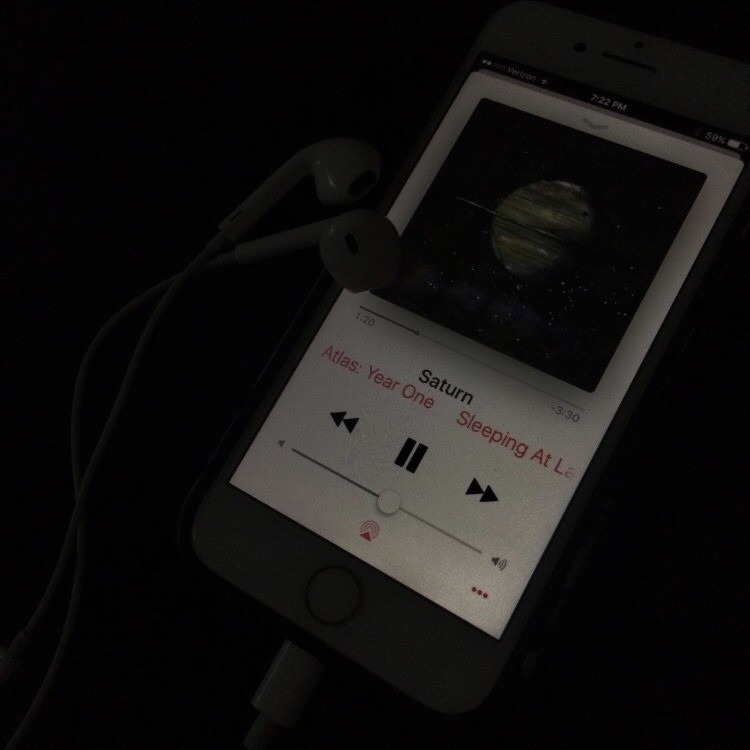 Verizon
7:22 PM
59%
1:20
-3:30
Saturn
Atlas: Year One Sleeping At La